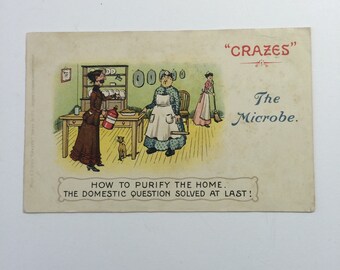 "CRAZES"
The
Microbe.
HOW TO PURIFY THE HOME,
THE DOMESTIC QUESTION SOLVED AT LAST!